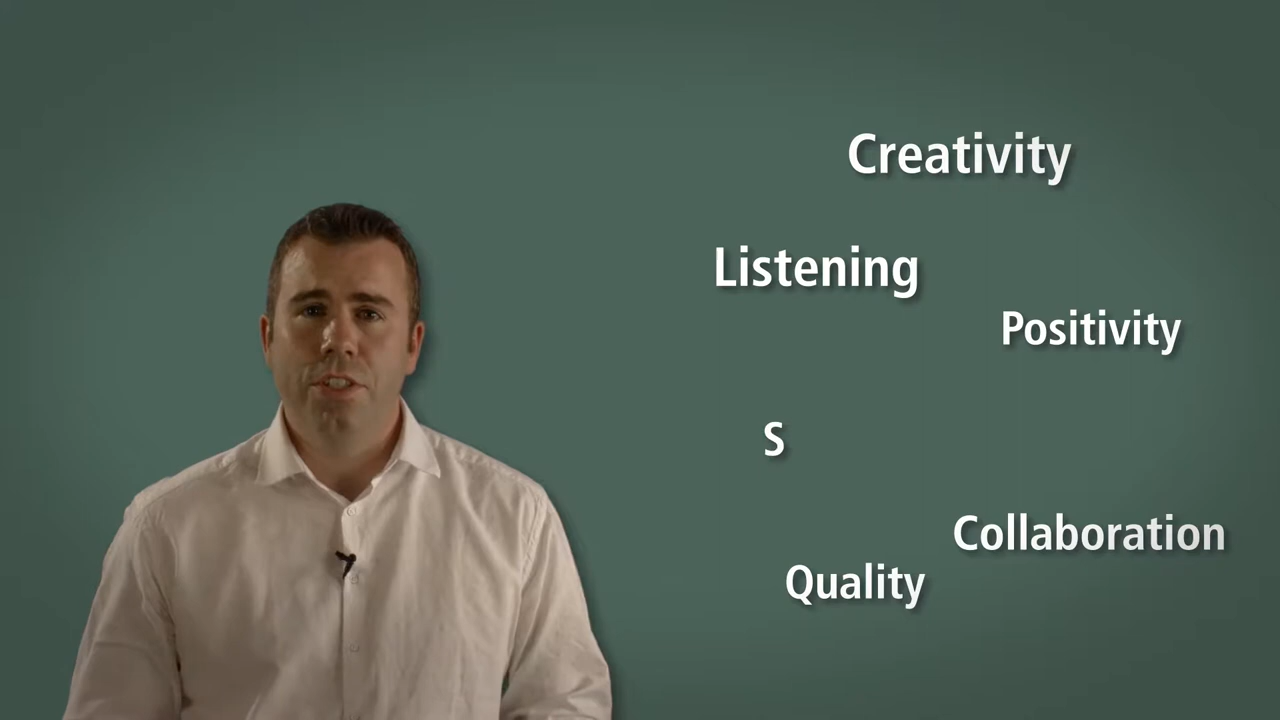 Creativity
Listening
Positivity
S
Collaboration
Quality